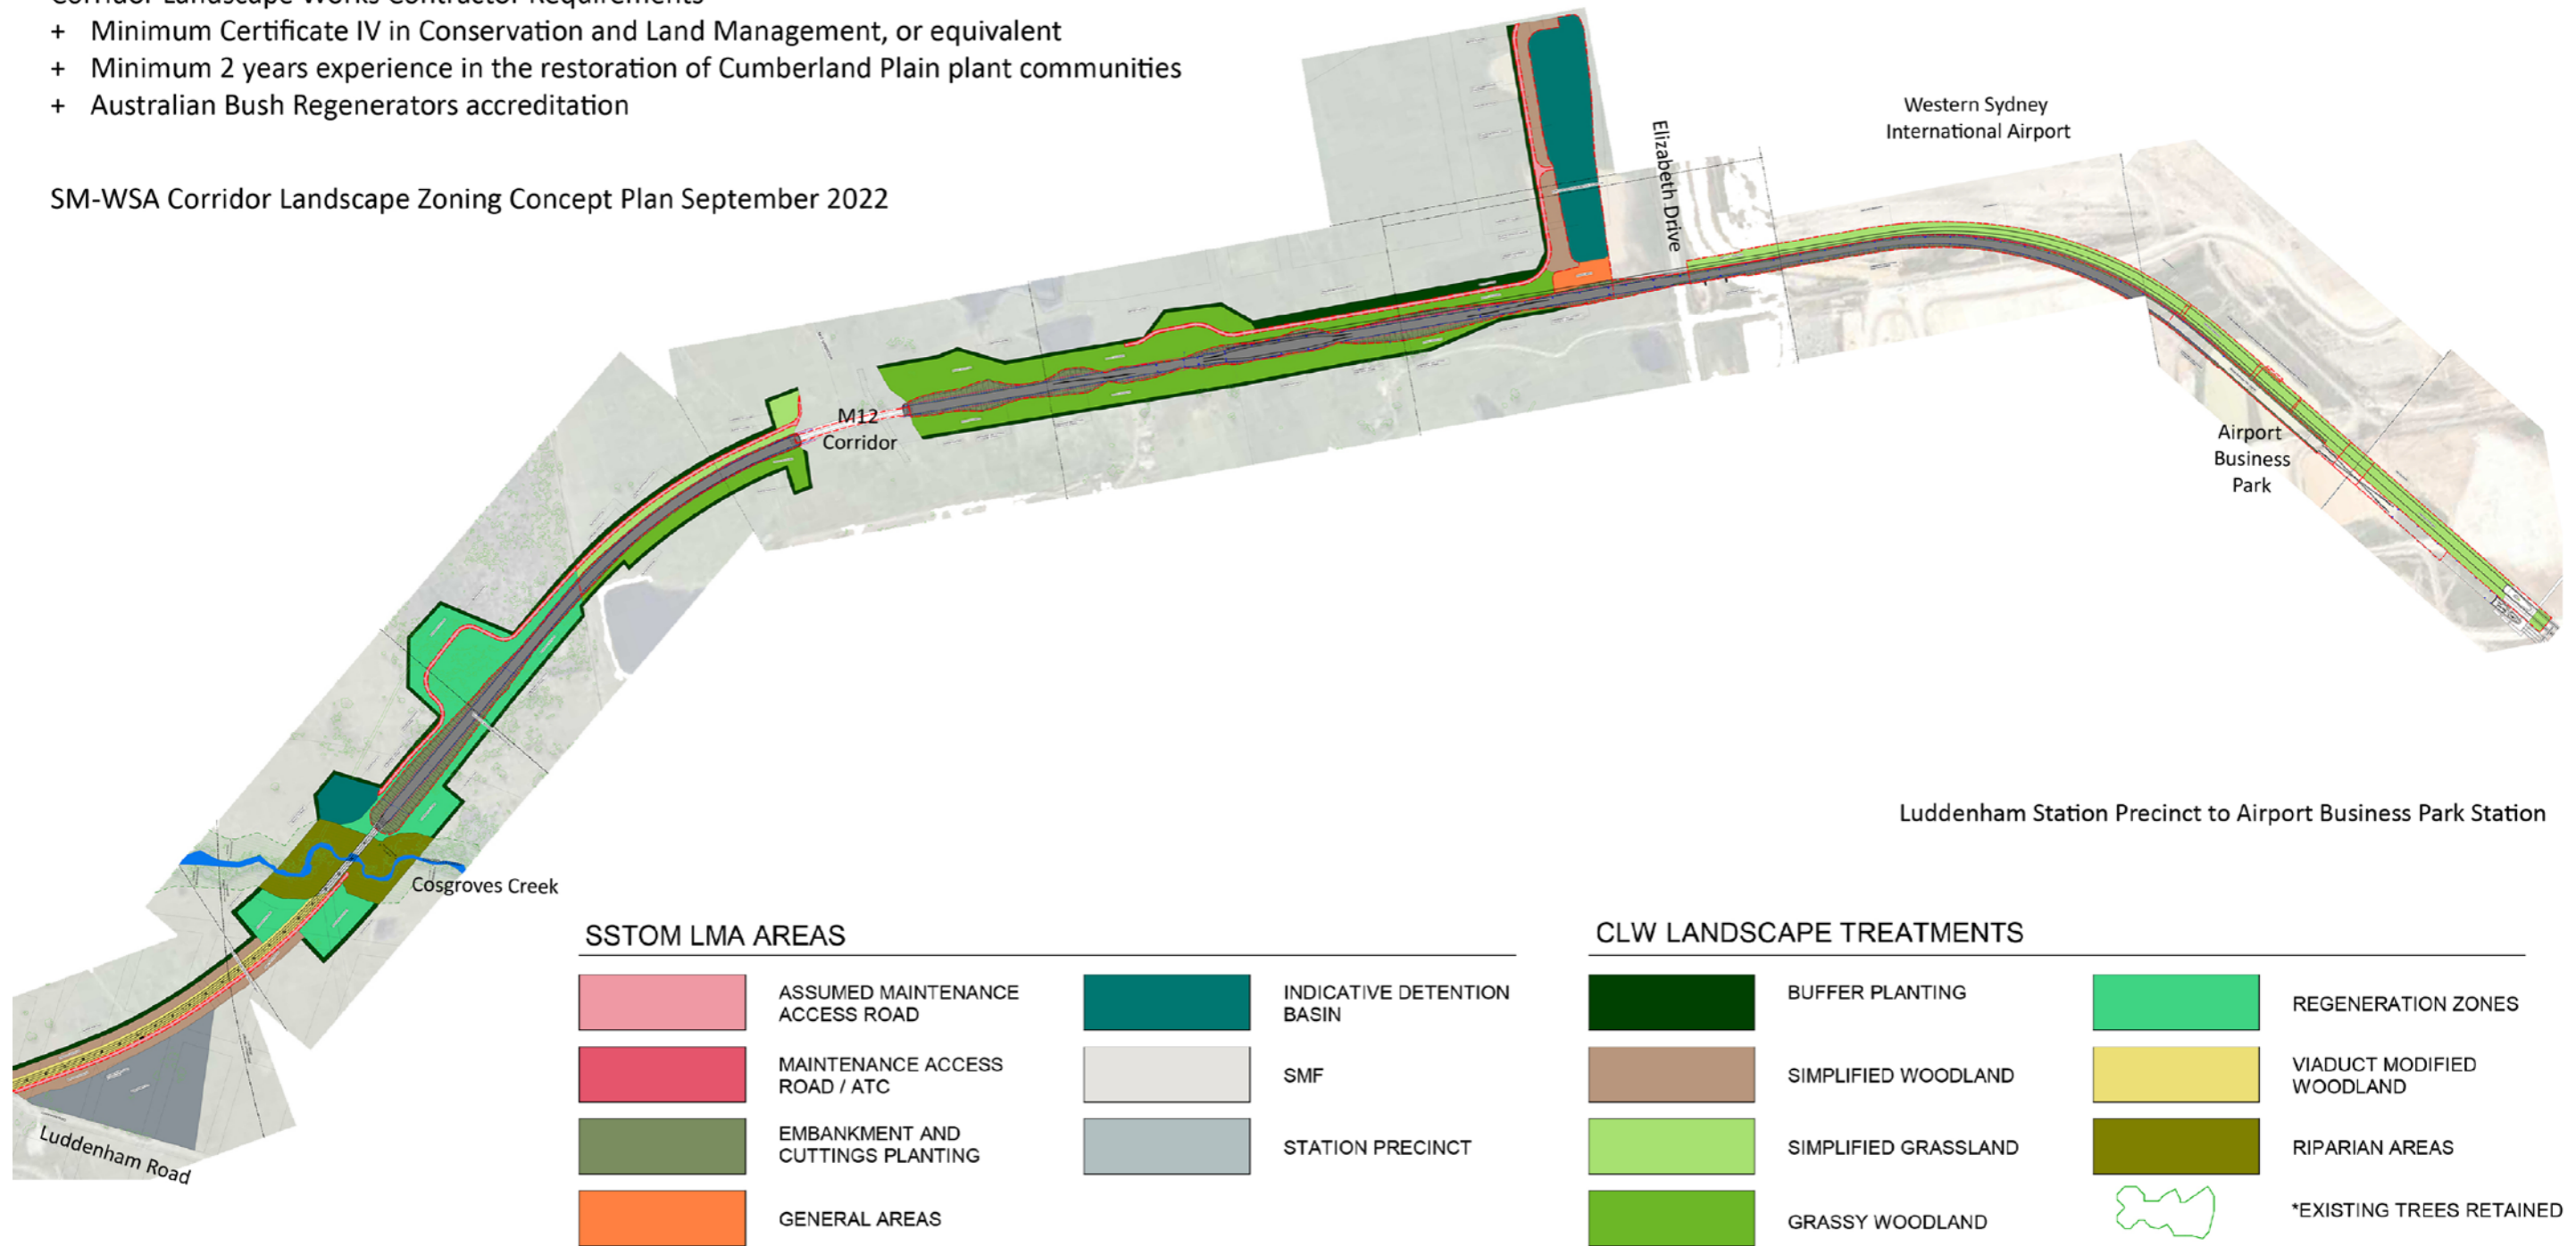 Corridor Landscape Works Contractor Requirements
+ Minimum Certificate IV in Conservation and Land Management, or equivalent
+ Minimum 2 years experience in the restoration of Cumberland Plain plant communities
+ Australian Bush Regenerators accreditation
SM-WSA Corridor Landscape Zoning Concept Plan September 2022
Western Sydney
International Airport
Elizabeth Drive
M12
Corridor
Airport
Business
Park
Cosgroves Creek
Luddenham Road
Luddenham Station Precinct to Airport Business Park Station
SSTOM LMA AREAS
ASSUMED MAINTENANCE
ACCESS ROAD
MAINTENANCE ACCESS
ROAD / ATC
EMBANKMENT AND
CUTTINGS PLANTING
GENERAL AREAS
INDICATIVE DETENTION
BASIN
SMF
STATION PRECINCT
CLW LANDSCAPE TREATMENTS
BUFFER PLANTING
SIMPLIFIED WOODLAND
SIMPLIFIED GRASSLAND
GRASSY WOODLAND
REGENERATION ZONES
VIADUCT MODIFIED
WOODLAND
RIPARIAN AREAS
*EXISTING TREES RETAINED